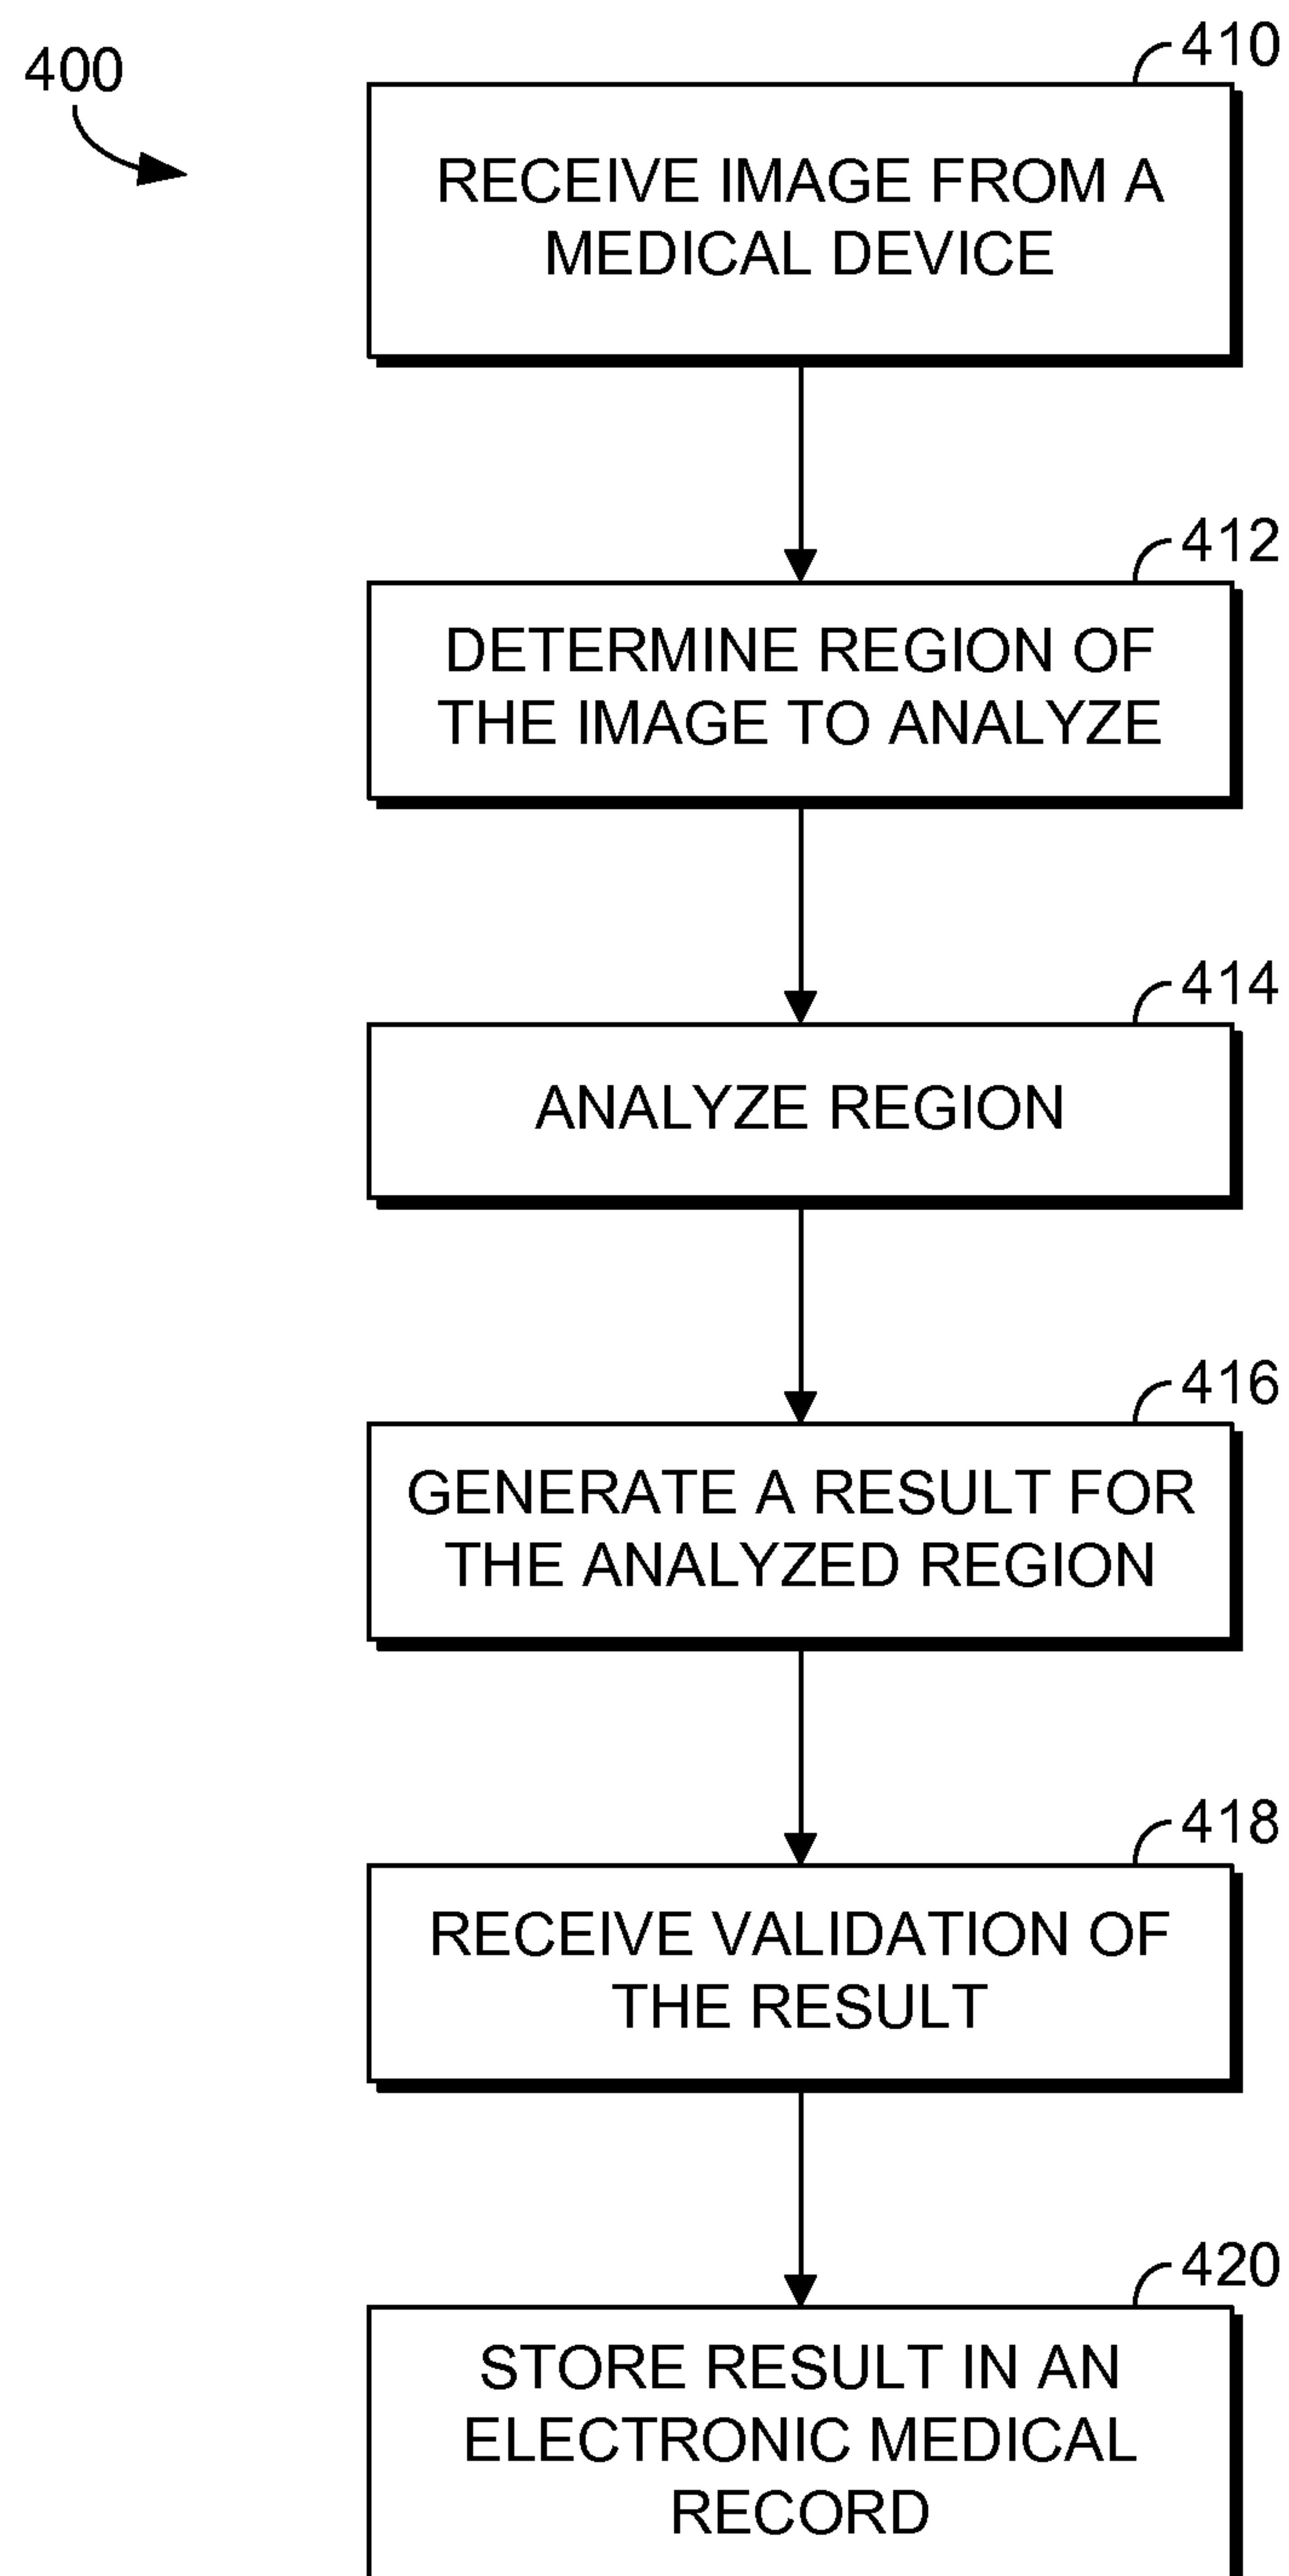 400
410
RECEIVE IMAGE FROM A
MEDICAL DEVICE
412
DETERMINE REGION OF
THE IMAGE TO ANALYZE
414
ANALYZE REGION
416
GENERATE A RESULT FOR
THE ANALYZED REGION
418
RECEIVE VALIDATION OF
THE RESULT
420
STORE RESULT IN AN
ELECTRONIC MEDICAL
RECORD